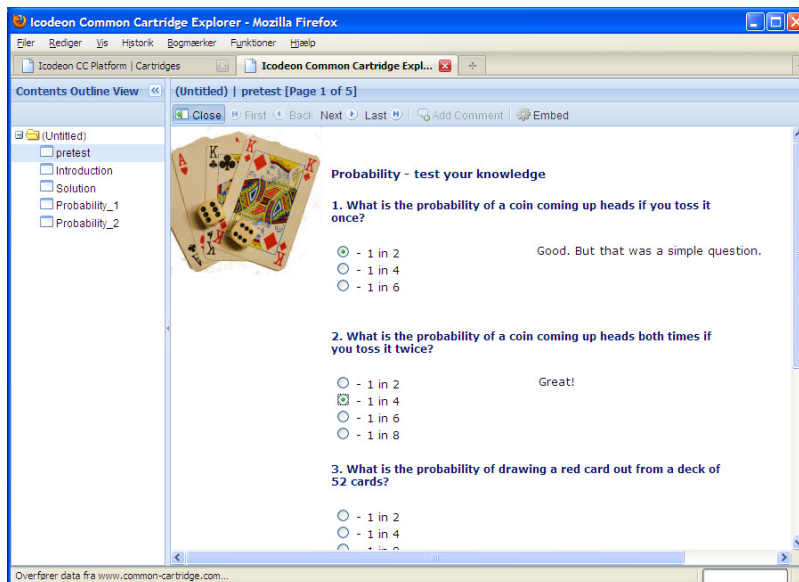 Icodeon Common Cartridge Explorer - Mozilla Firefox
Filer Rediger Vis Historik Bogmærker Funktioner Hjælp
Icodeon CC Platform | Cartridges
Icodeon Common Cartridge Expl...
Contents Outline View
(Untitled) | pretest [Page 1 of 5]
Close First Back Next Last Add Comment Embed
(Untitled)
pretest
Introduction
Solution
Probability_1
Probability_2
A K K
K
Probability - test your knowledge
1. What is the probability of a coin coming up heads if you toss it
once?
- 1 in 2 Good. But that was a simple question.
- 1 in 4
- 1 in 6
2. What is the probability of a coin coming up heads both times if
you toss it twice?
- 1 in 2 Great!
- 1 in 4
- 1 in 6
- 1 in 8
3. What is the probability of drawing a red card out from a deck of
52 cards?
- 1 in 2
- 1 in 4
Overfører data fra www.common-cartridge.com...